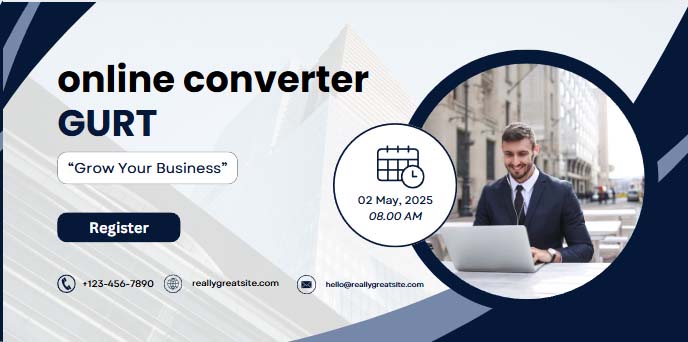 online converter
GURT
“Grow Your Business”
02 May, 2025
08.00 AM
Register
+123-456-7890
reallygreatsite.com
hello@reallygreatsite.com